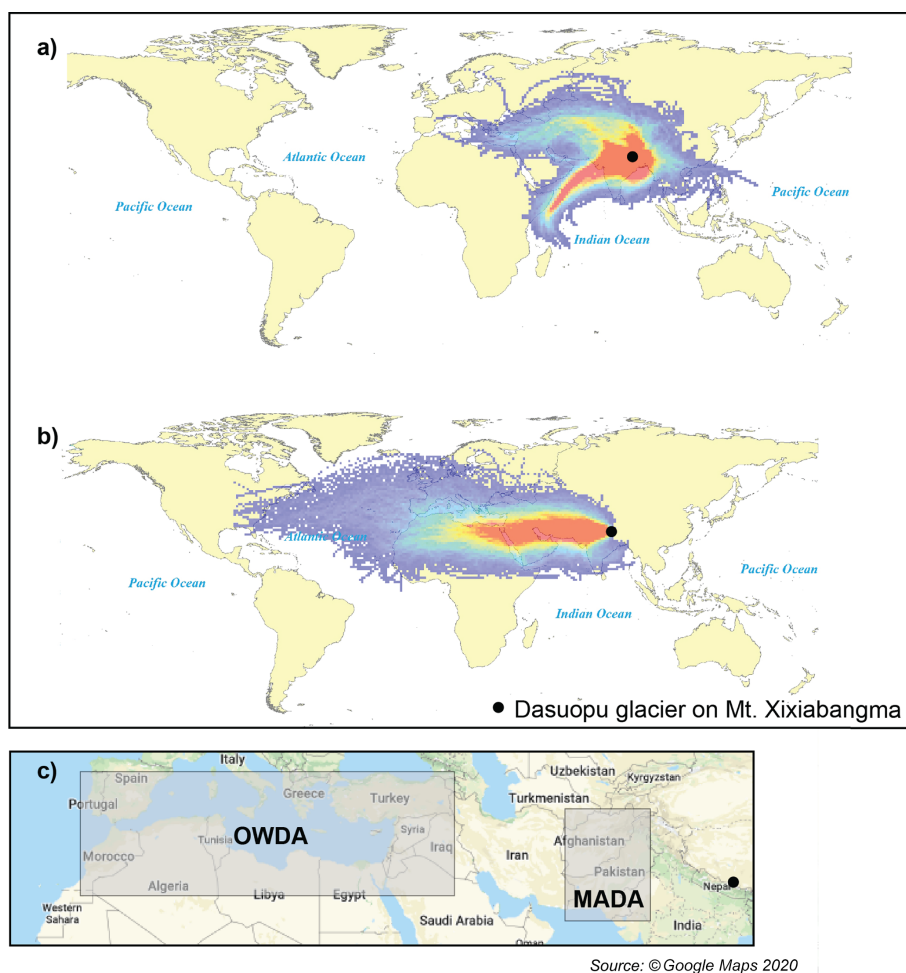 a)
Atlantic Ocean
Pacific Ocean
Pacific Ocean
Indian Ocean
b)
Atlantic Ocean
Pacific Ocean
Pacific Ocean
Indian Ocean
Dasuopu glacier on Mt. Xixiabangma
c)
Italy
Spain
Portugal
Greece
Turkey
Uzbekistan
Kyrgyzstan
Turkmenistan
Tunisia
OWDA
Syria
Iraq
Morocco
Iran
Afghanistan
Algeria
Libya
Egypt
Pakistan
MADA
Nepal
Western
Sahara
Saudi Arabia
Oman
India
Source: ©Google Maps 2020